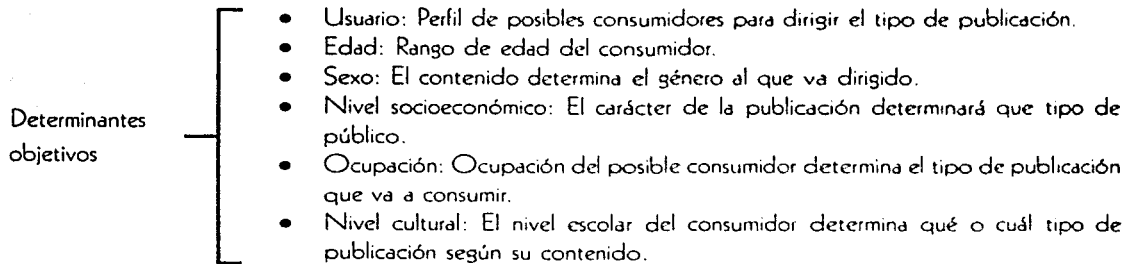 • Usuario: Perfil de posibles consumidores para dirigir el tipo de publicación.
• Edad: Rango de edad del consumidor.
• Sexo: El contenido determina el género al que va dirigido.
• Nivel socioeconómico: El carácter de la publicación determinará que tipo de
público.
• Ocupación: Ocupación del posible consumidor determina el tipo de publicación
que va a consumir.
• Nivel cultural: El nivel escolar del consumidor determina qué o cuál tipo de
publicación según su contenido.
Determinantes
objetivos